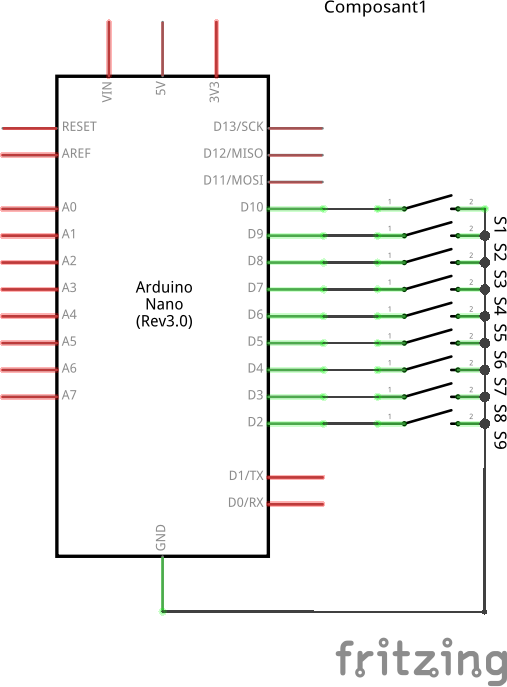 Composant1
VIN
5V
3V3
RESET
D13/SCK
AREF
D12/MISO
D11/MOSI
A0
D10
1
2
S1
A1
D9
1
2
S2
A2
D8
1
2
S3
A3
D7
1
2
S4
Arduino
Nano
(Rev3.0)
A4
D6
1
2
S5
A5
D5
1
2
S6
A6
D4
1
2
S7
A7
D3
1
2
S8
D2
1
2
S9
D1/TX
D0/RX
GND
fritzing